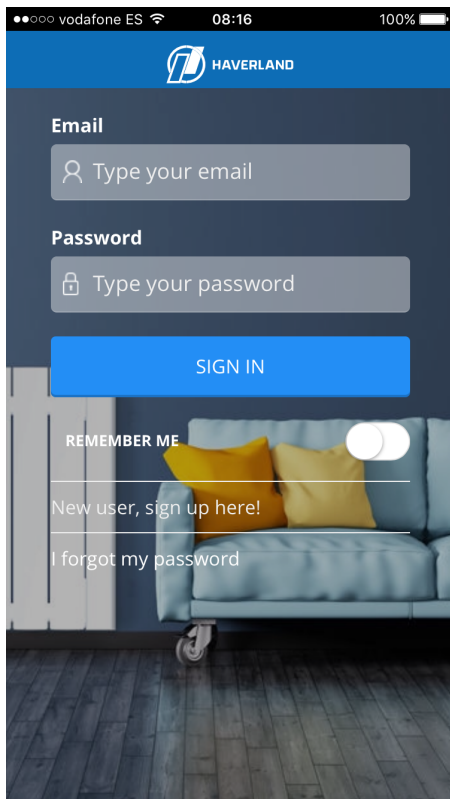 vodafone ES 08:16 100%
HAVERLAND
Email
Type your email
Password
Type your password
SIGN IN
REMEMBER ME
New user, sign up here!
I forgot my password